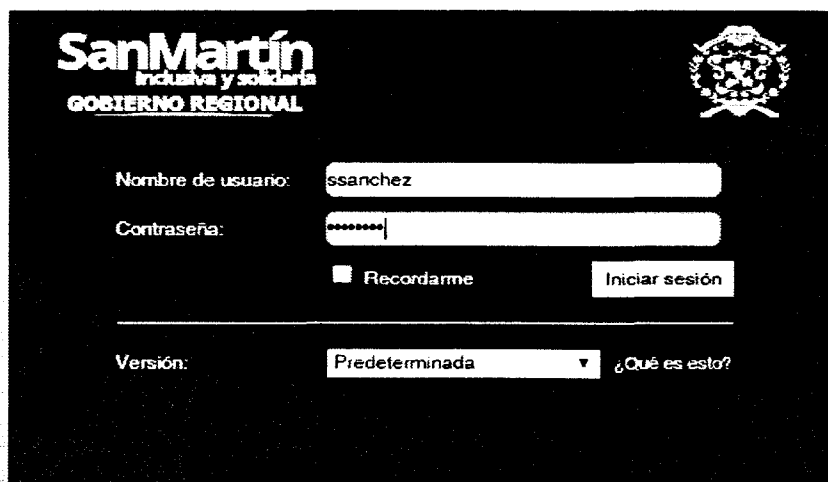 SanMartín
Inclusiva y solidaria
GOBIERNO REGIONAL
Nombre de usuario: ssanchez
Contraseña: ••••••••
Recordarme Iniciar sesión
Versión: Predeterminada ▼ ¿Qué es esto?